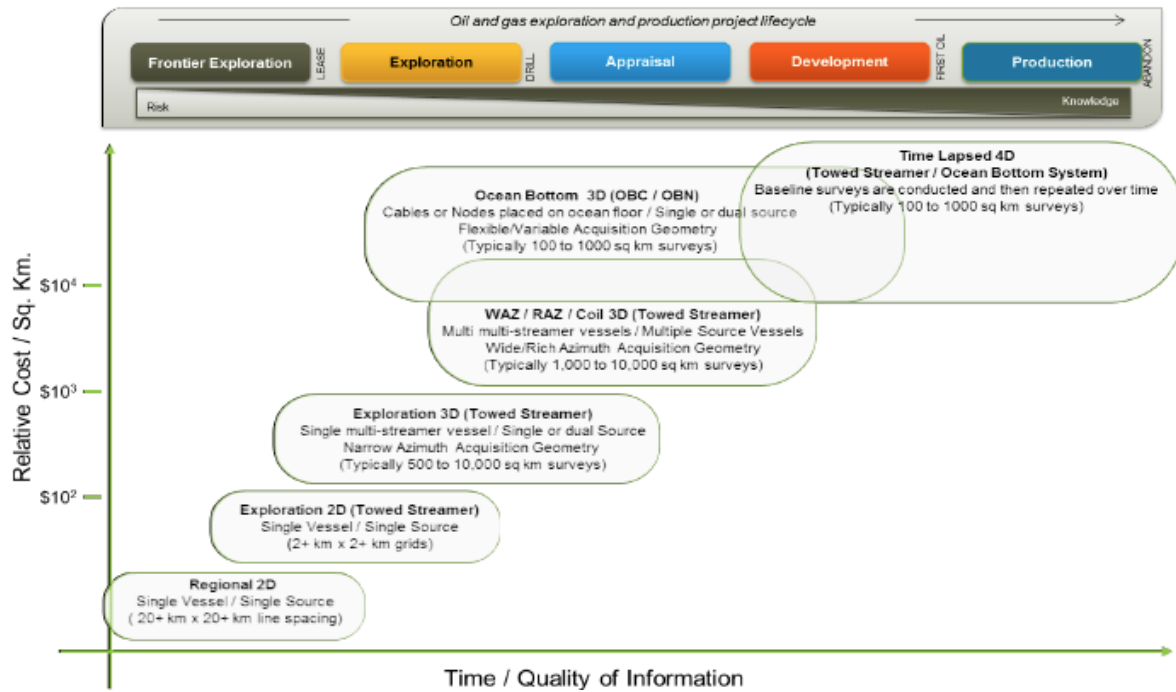 Oil and gas exploration and production project lifecycle
Frontier Exploration
LEASE
Exploration
DRILL
Appraisal
Development
FIRST OIL
Production
ABANDON
Risk
Knowledge
Time Lapsed 4D
(Towed Streamer / Ocean Bottom System)
Baseline surveys are conducted and then repeated over time
(Typically 100 to 1000 sq km surveys)
Ocean Bottom 3D (OBC / OBN)
Cables or Nodes placed on ocean floor / Single or dual source
Flexible/Variable Acquisition Geometry
(Typically 100 to 1000 sq km surveys)
WAZ / RAZ / Coil 3D (Towed Streamer)
Multi multi-streamer vessels / Multiple Source Vessels
Wide/Rich Azimuth Acquisition Geometry
(Typically 1,000 to 10,000 sq km surveys)
Exploration 3D (Towed Streamer)
Single multi-streamer vessel / Single or dual Source
Narrow Azimuth Acquisition Geometry
(Typically 500 to 10,000 sq km surveys)
Exploration 2D (Towed Streamer)
Single Vessel / Single Source
(2+ km x 2+ km grids)
Regional 2D
Single Vessel / Single Source
( 20+ km x 20+ km line spacing)
Relative Cost / Sq. Km.
$10⁴
$10³
$10²
Time / Quality of Information